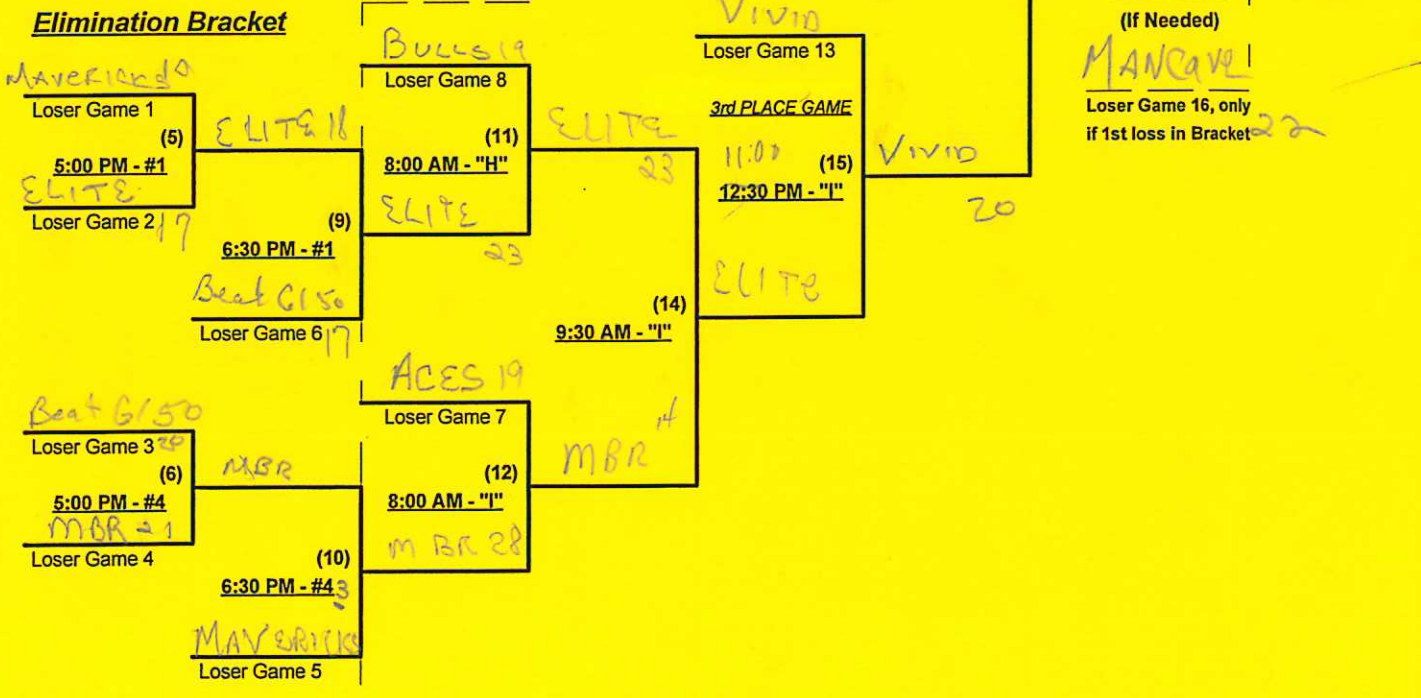 Elimination Bracket
MAVERICKS
Loser Game 1
(5)
5:00 PM - #1
ELITE
Loser Game 2 17
ELITE 18
(9)
6:30 PM - #1
Beat G150
Loser Game 6 17
Beat G150
Loser Game 3 20
(6)
5:00 PM - #4
MBR 21
Loser Game 4
MBR
(10)
6:30 PM - #4 3
MAVERICKS
Loser Game 5
BULLS 19
Loser Game 8
(11)
8:00 AM - "H"
ELITE
23
ACES 19
Loser Game 7
(12)
8:00 AM - "I"
MBR 28
ELITE
23
(14)
9:30 AM - "I"
MBR 14
VIVID
Loser Game 13
3rd PLACE GAME
11:00
(15)
12:30 PM - "I"
ELITE
VIVID
20
(If Needed)
MANCAVE
Loser Game 16, only
if 1st loss in Bracket 22